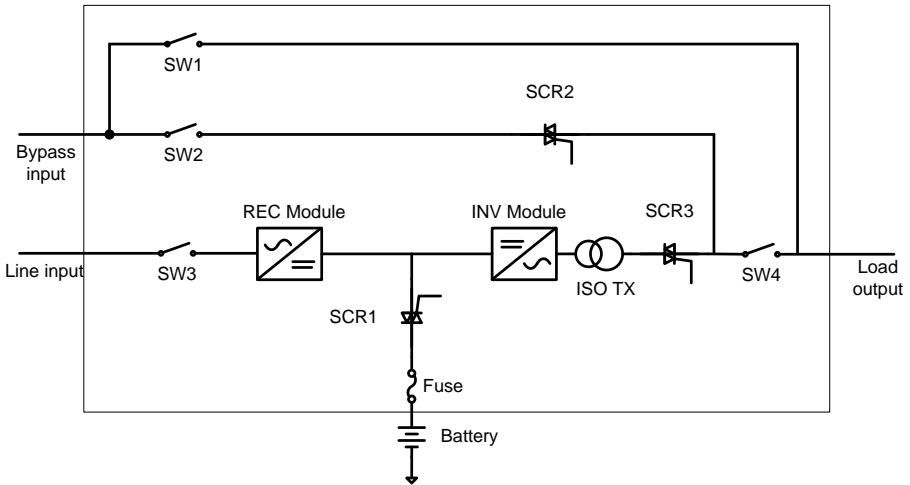 SW1
SCR2
Bypass
input
SW2
REC Module
INV Module
SCR3
Line input
SW3
ISO TX
SW4
Load
output
SCR1
Fuse
Battery